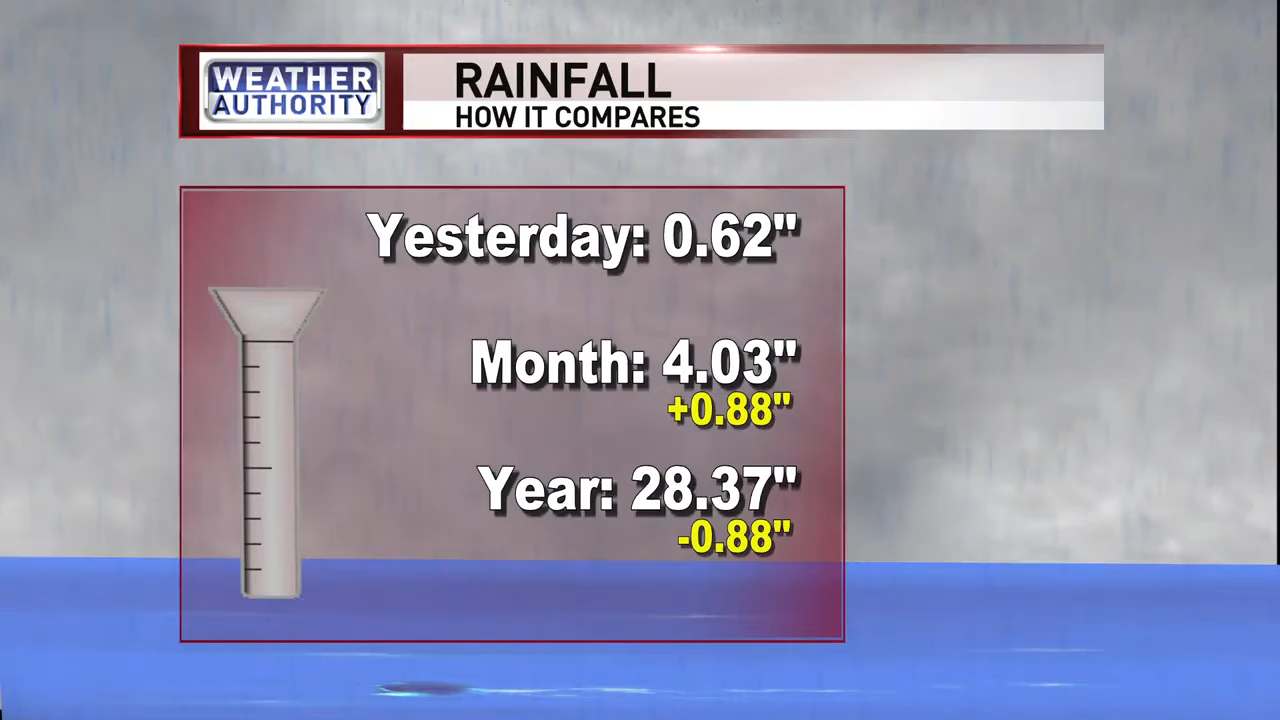 WEATHER
AUTHORITY
RAINFALL
HOW IT COMPARES
Yesterday: 0.62"
Month: 4.03"
+0.88"
Year: 28.37"
-0.88"